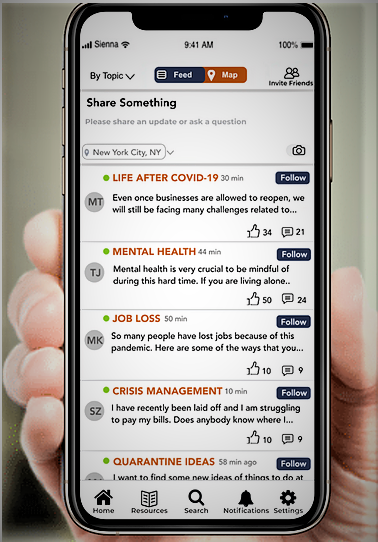 Sienna 9:41 AM 100%
By Topic Feed Map Invite Friends
Share Something
Please share an update or ask a question
New York City, NY
LIFE AFTER COVID-19 30 min Follow
MT Even once businesses are allowed to reopen, we
will still be facing many challenges related to...
34 21
MENTAL HEALTH 44 min Follow
TJ Mental health is very crucial to be mindful of
during this hard time. If you are living alone..
50 24
JOB LOSS 50 min Follow
MK So many people have lost jobs because of this
pandemic. Here are some of the ways that you...
10 9
CRISIS MANAGEMENT 10 min Follow
SZ I have recently been laid off and I am struggling
to pay my bills. Does anybody know where I...
10 9
QUARANTINE IDEAS 58 min ago Follow
I want to find some new ideas of things to do at
Home Resources Search Notifications Settings